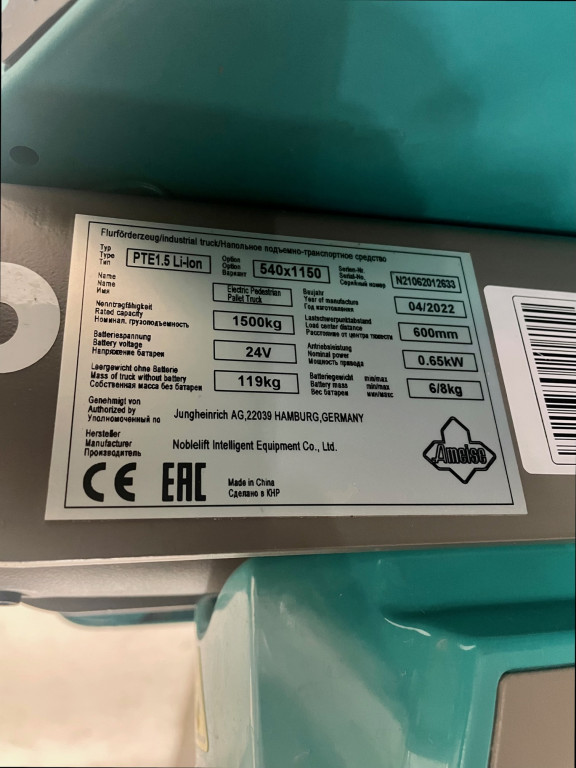 Flurförderzeug/industrial truck/Напольное подъемно-транспортное средство
Typ
Type
Тип
PTE1.5 Li-Ion
Option
Option
Вариант
540x1150
Serien-Nr.
Serial-No.
Серийный номер
N21062012633
Name
Name
Имя
Electric Pedestrian
Pallet Truck
Baujahr
Year of manufacture
Год изготовления
04/2022
Nenntragfähigkeit
Rated capacity
Номинал. грузоподъемность
1500kg
Lastschwerpunktabstand
Load center distance
Расстояние от центра тяжести
600mm
Batteriespannung
Battery voltage
Напряжение батареи
24V
Antriebsleistung
Nominal power
Мощность привода
0.65kW
Leergewicht ohne Batterie
Mass of truck without battery
Собственная масса без батареи
119kg
Batteriegewicht min/max
Battery mass min/max
Вес батареи мин/макс
6/8kg
Genehmigt von
Authorized by
Уполномоченный по
Jungheinrich AG,22039 HAMBURG,GERMANY
Hersteller
Manufacturer
Производитель
Noblelift Intelligent Equipment Co., Ltd.
Ameise
CE EAC
Made in China
Сделано в КНР